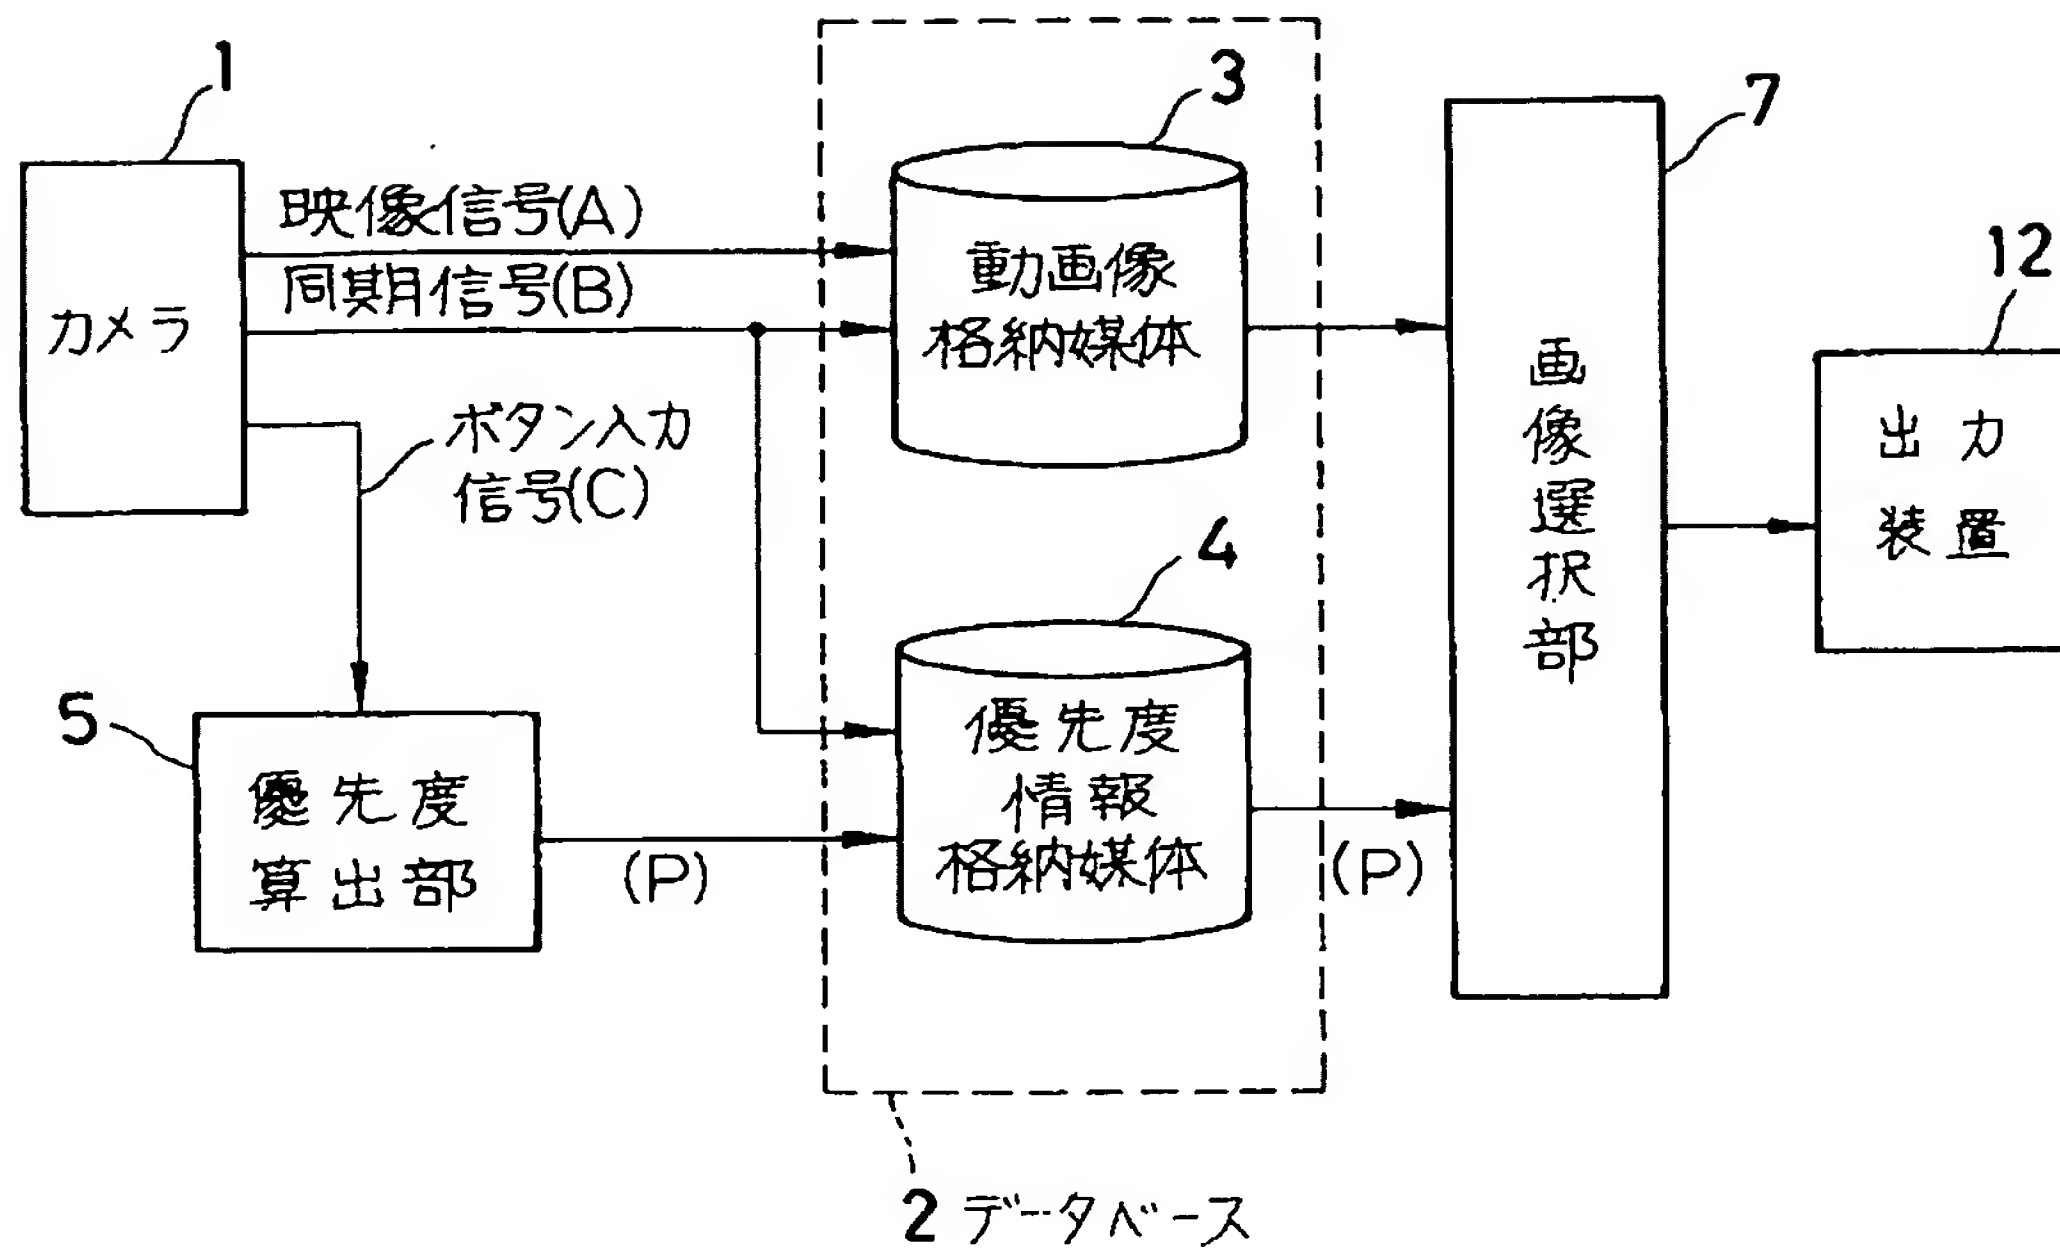 1
カメラ
映像信号(A)
同期信号(B)
ボタン入力
信号(C)
5
優先度
算出部
(P)
3
動画像
格納媒体
4
優先度
情報
格納媒体
(P)
2 データベース
7
画像選択部
12
出力
装置